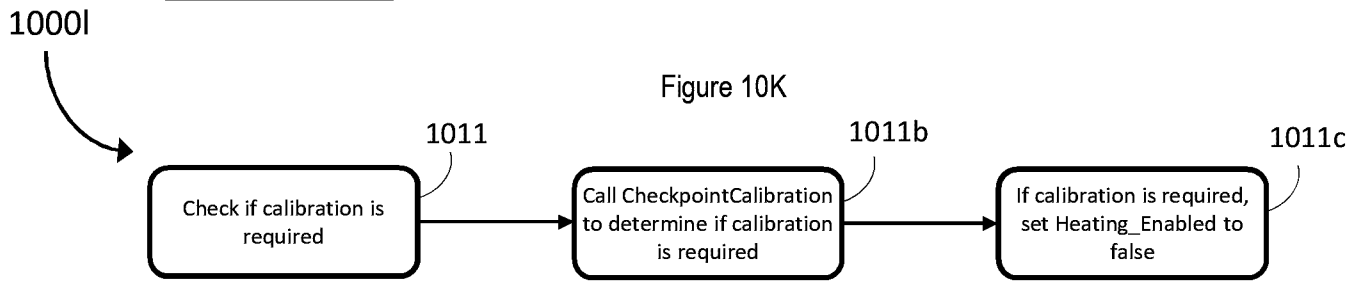 1000l
Figure 10K
1011
1011b
1011c
Check if calibration is
required
Call CheckpointCalibration
to determine if calibration
is required
If calibration is required,
set Heating_Enabled to
false